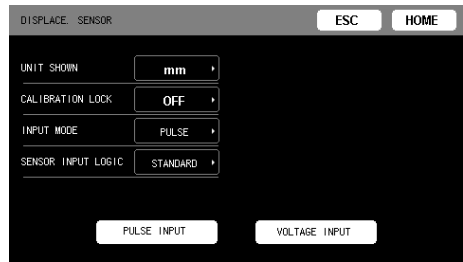 DISPLACE. SENSOR ESC HOME
UNIT SHOWN mm
CALIBRATION LOCK OFF
INPUT MODE PULSE
SENSOR INPUT LOGIC STANDARD
PULSE INPUT VOLTAGE INPUT